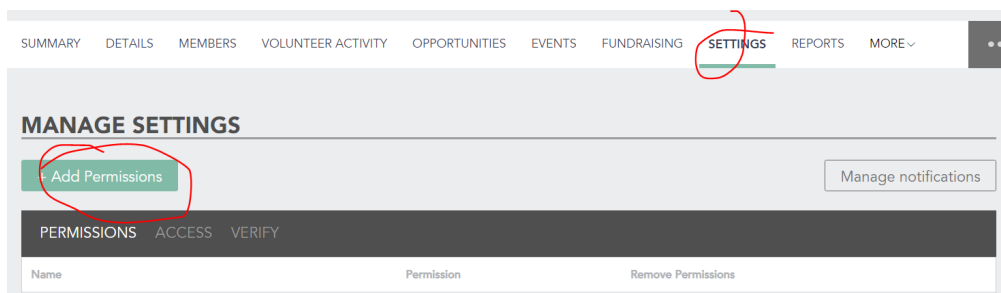 SUMMARY DETAILS MEMBERS VOLUNTEER ACTIVITY OPPORTUNITIES EVENTS FUNDRAISING SETTINGS REPORTS MORE
MANAGE SETTINGS
+ Add Permissions Manage notifications
PERMISSIONS ACCESS VERIFY
Name Permission Remove Permissions